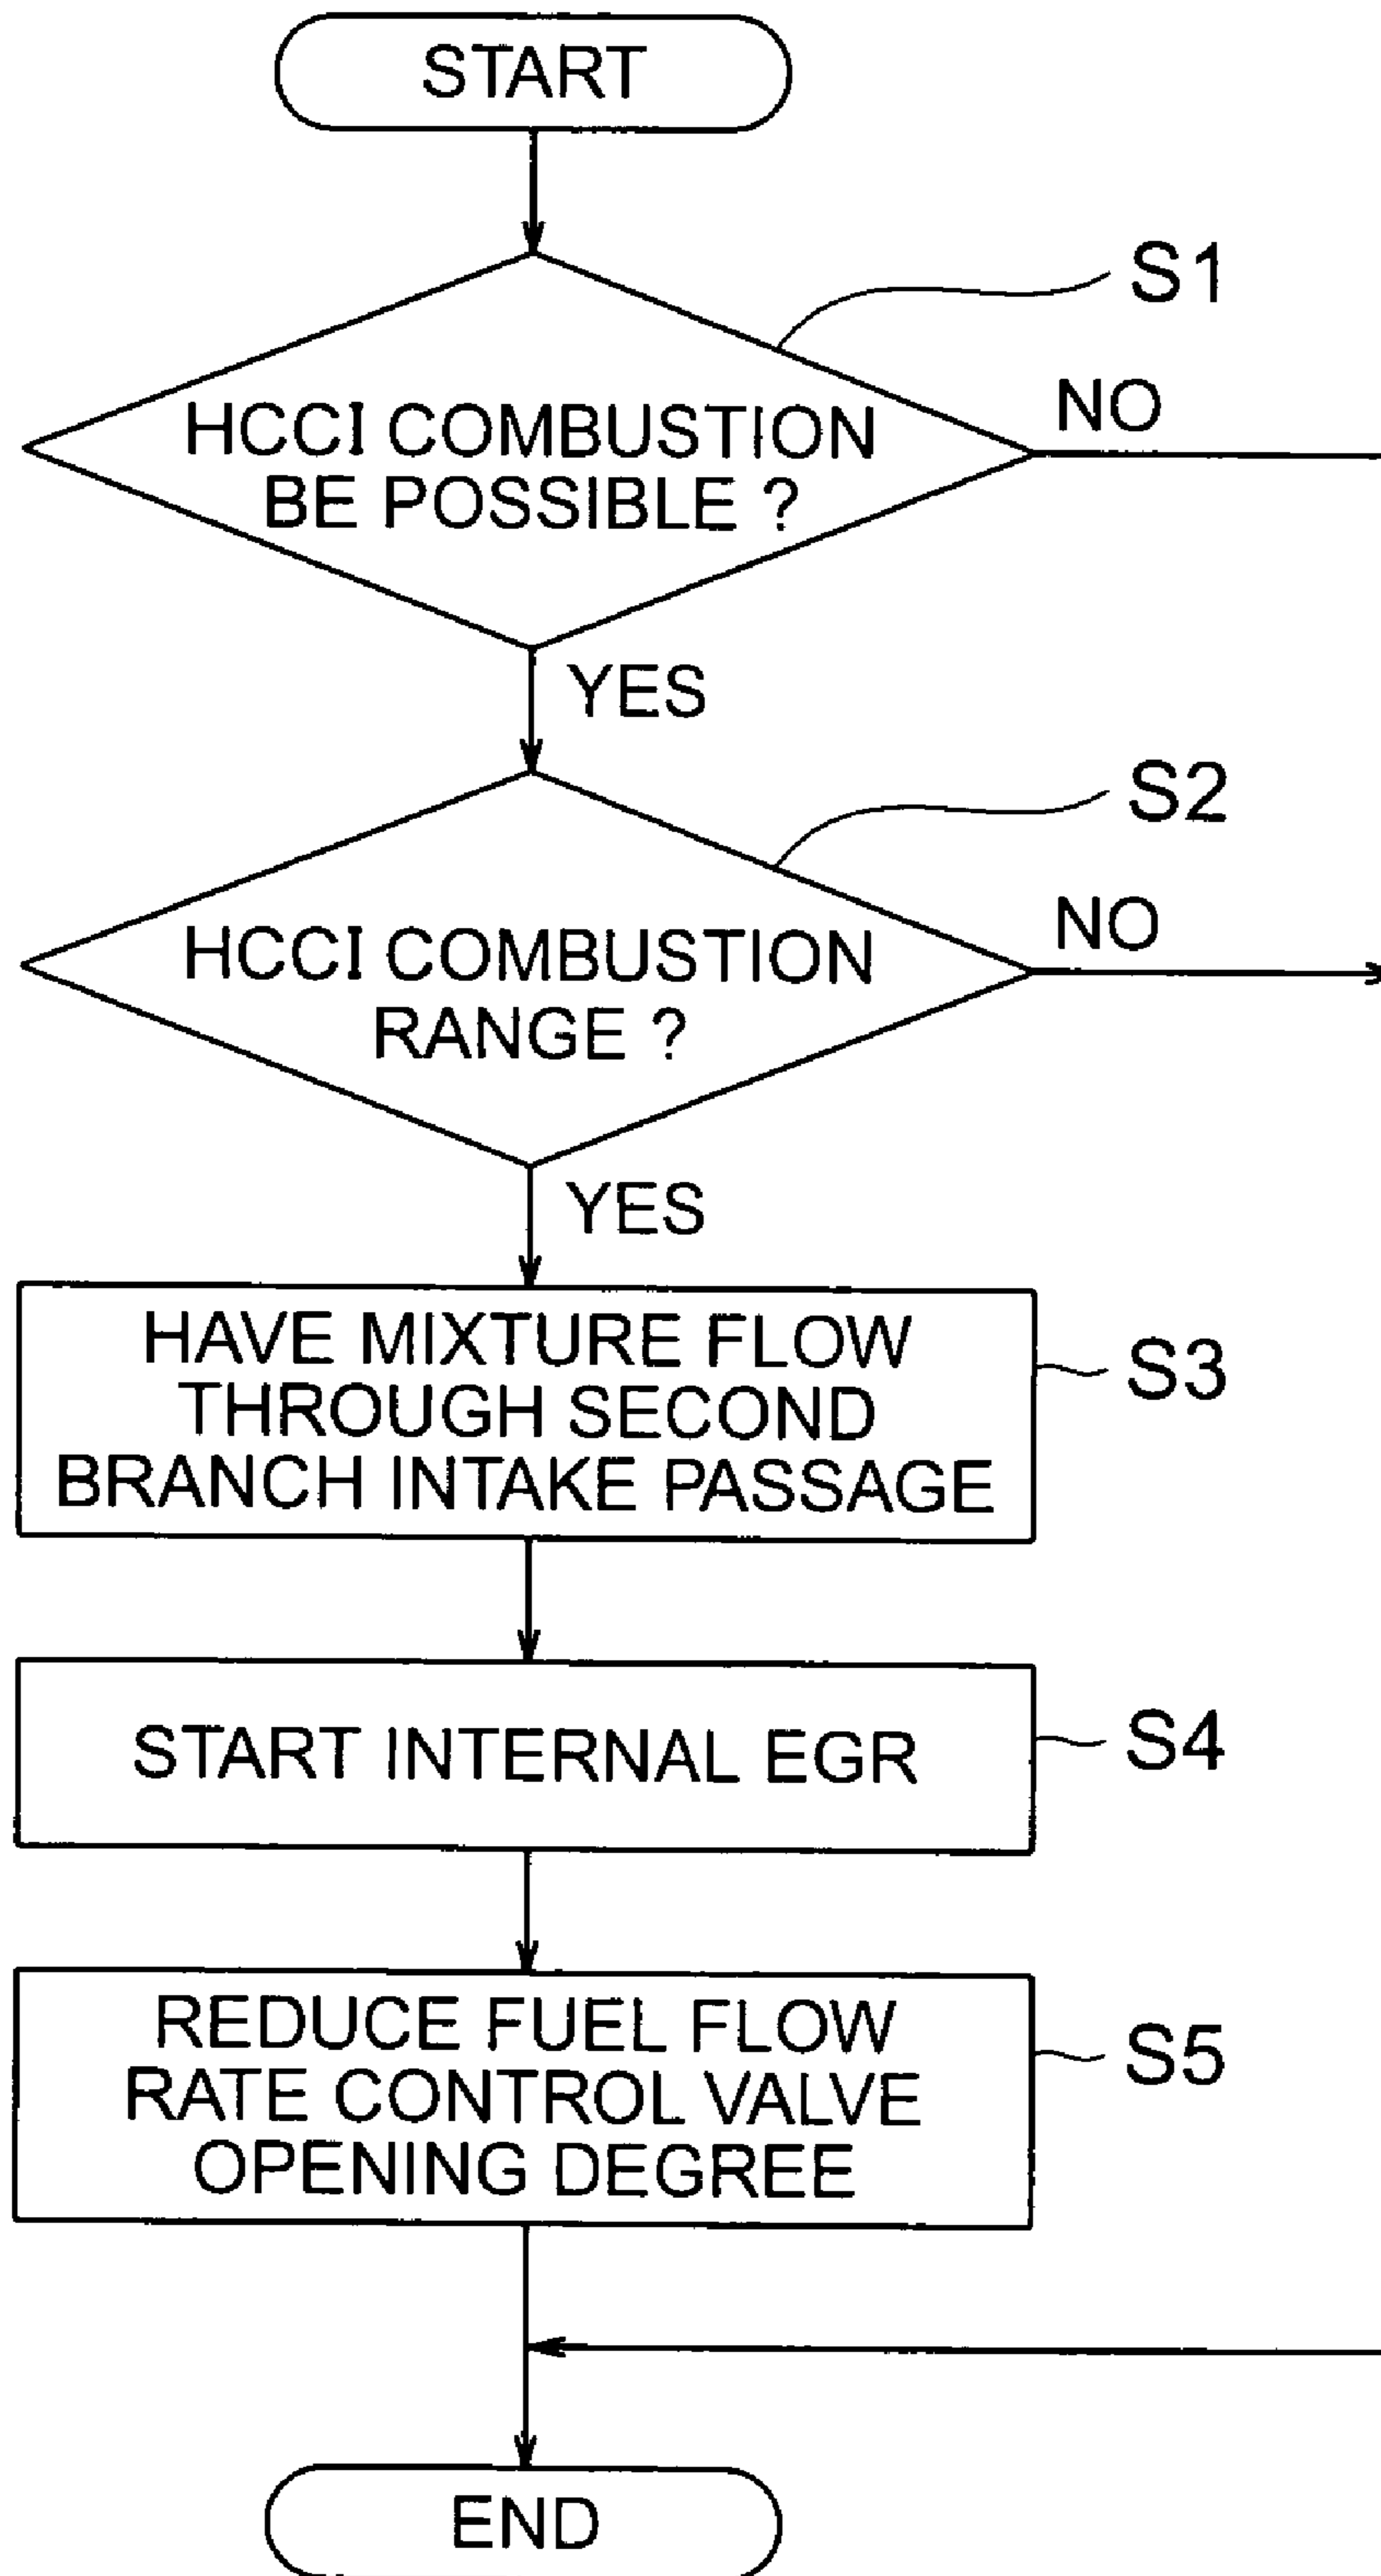 START
S1
HCCI COMBUSTION
BE POSSIBLE ?
NO
YES
S2
HCCI COMBUSTION
RANGE ?
NO
YES
HAVE MIXTURE FLOW
THROUGH SECOND
BRANCH INTAKE PASSAGE
S3
START INTERNAL EGR
S4
REDUCE FUEL FLOW
RATE CONTROL VALVE
OPENING DEGREE
S5
END